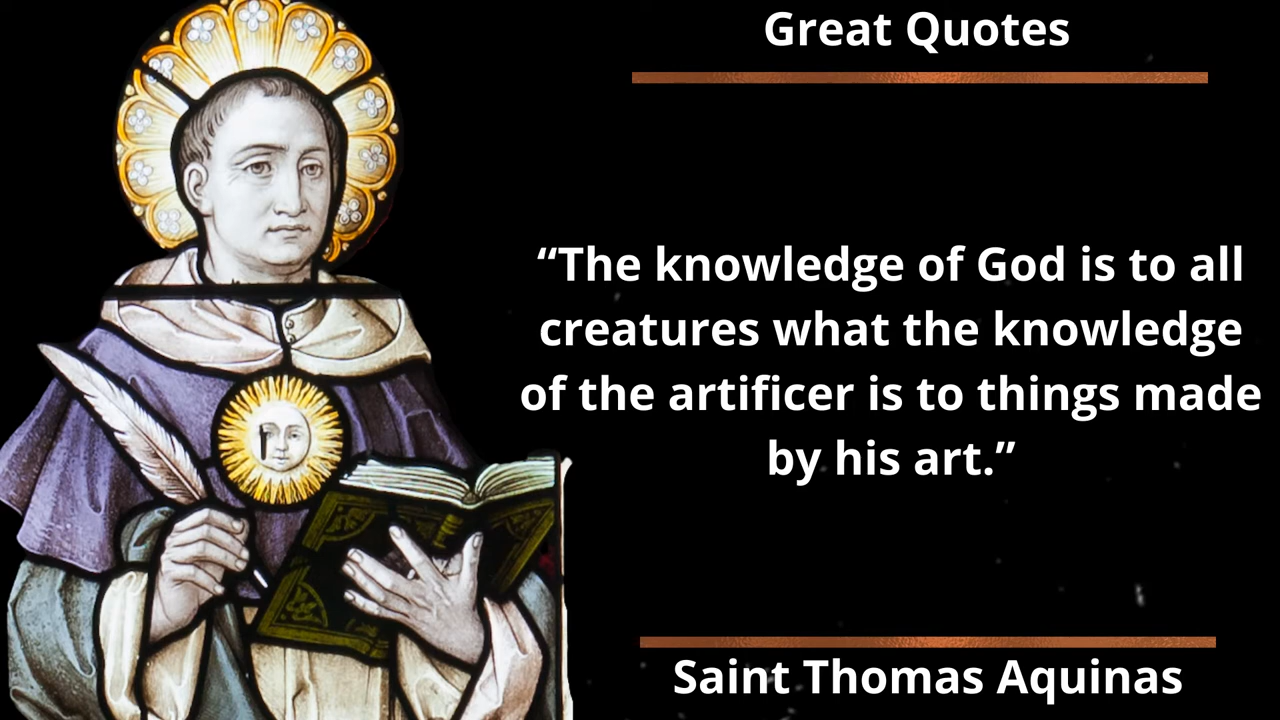 Great Quotes
“The knowledge of God is to all
creatures what the knowledge
of the artificer is to things made
by his art.”
Saint Thomas Aquinas